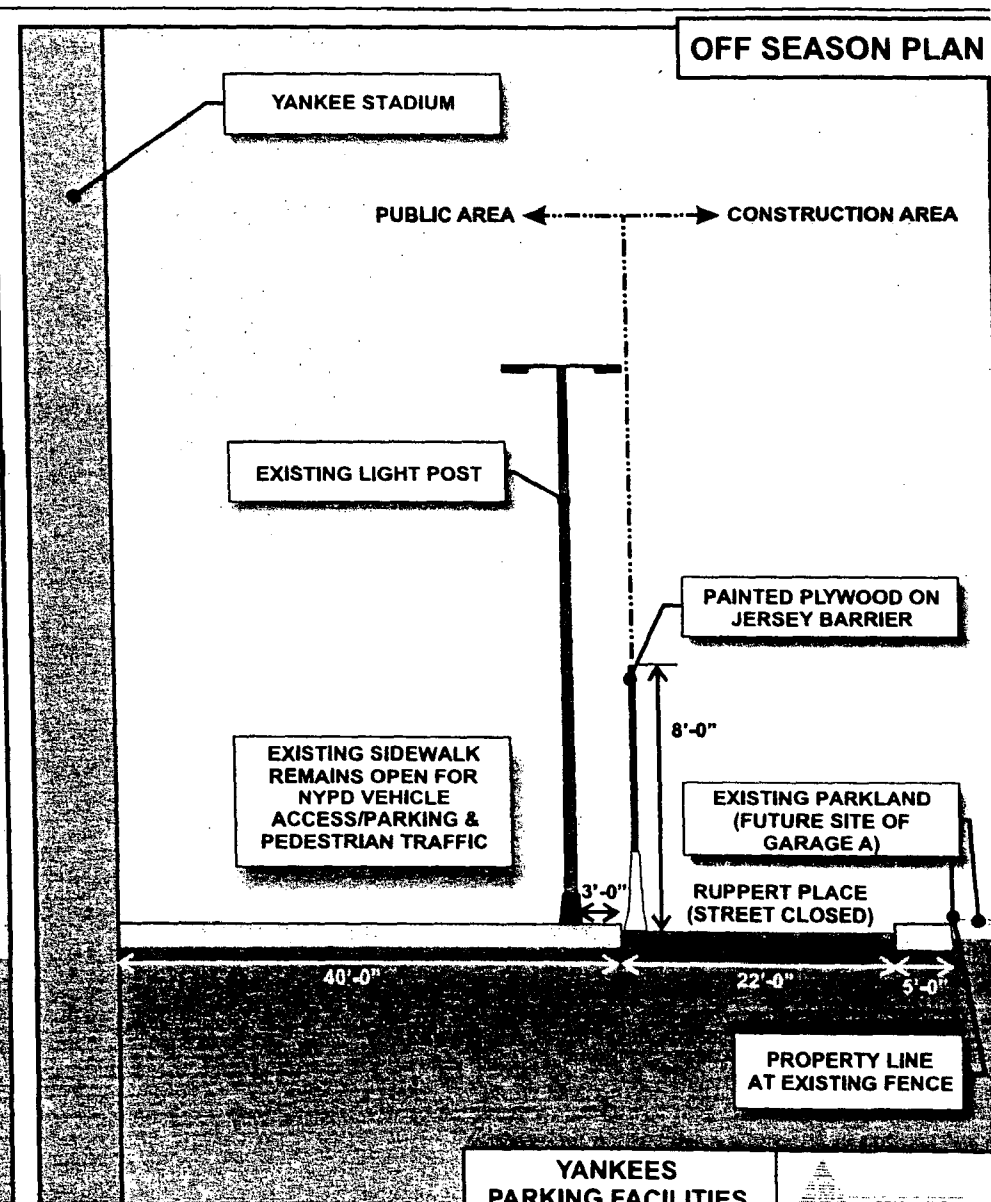 OFF SEASON PLAN
YANKEE STADIUM
PUBLIC AREA
CONSTRUCTION AREA
EXISTING LIGHT POST
PAINTED PLYWOOD ON
JERSEY BARRIER
8'-0"
EXISTING SIDEWALK
REMAINS OPEN FOR
NYPD VEHICLE
ACCESS/PARKING &
PEDESTRIAN TRAFFIC
EXISTING PARKLAND
(FUTURE SITE OF
GARAGE A)
3'-0"
RUPPERT PLACE
(STREET CLOSED)
40'-0"
22'-0"
5'-0"
PROPERTY LINE
AT EXISTING FENCE
YANKEES
PARKING FACILITIES